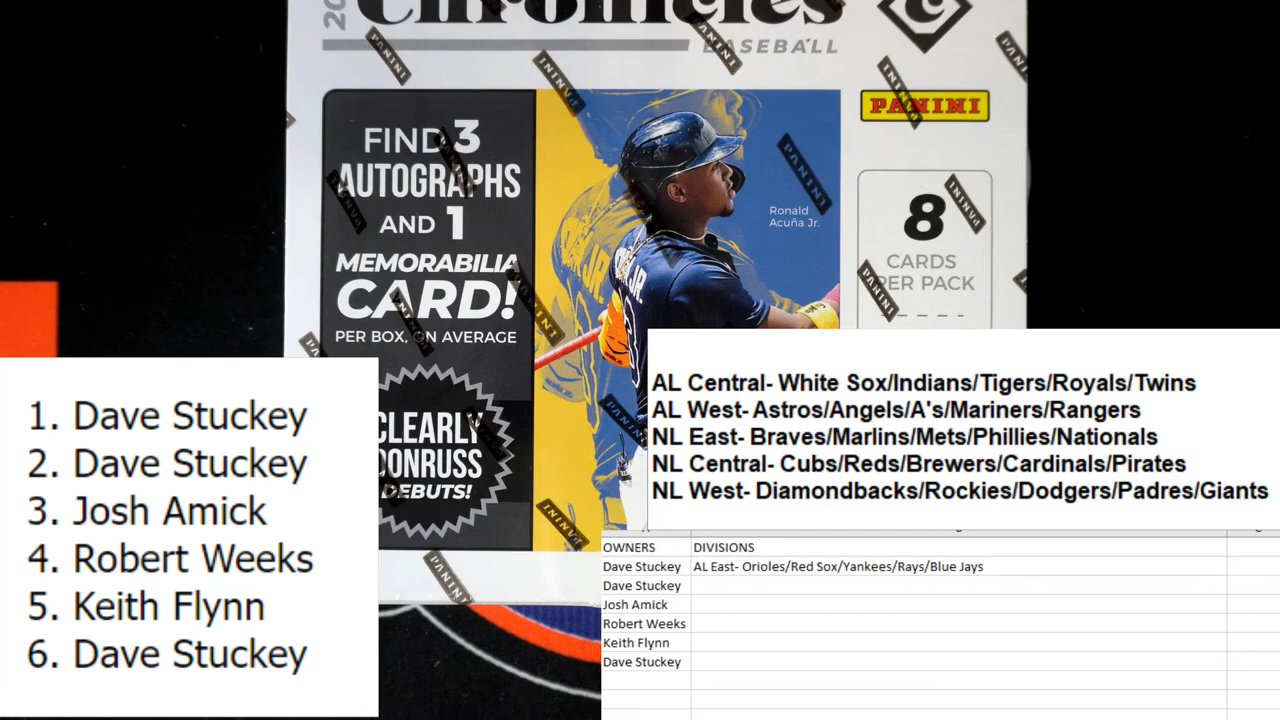 20
Chronicles
BASEBALL
FIND 3
AUTOGRAPHS
AND 1
MEMORABILIA
CARD!
PER BOX, ON AVERAGE
CLEARLY
DONRUSS
DEBUTS!
Ronald
Acuña Jr.
PANINI
8
CARDS
PER PACK
1. Dave Stuckey
2. Dave Stuckey
3. Josh Amick
4. Robert Weeks
5. Keith Flynn
6. Dave Stuckey
AL Central- White Sox/Indians/Tigers/Royals/Twins
AL West- Astros/Angels/A's/Mariners/Rangers
NL East- Braves/Marlins/Mets/Phillies/Nationals
NL Central- Cubs/Reds/Brewers/Cardinals/Pirates
NL West- Diamondbacks/Rockies/Dodgers/Padres/Giants
OWNERS DIVISIONS
Dave Stuckey AL East- Orioles/Red Sox/Yankees/Rays/Blue Jays
Dave Stuckey
Josh Amick
Robert Weeks
Keith Flynn
Dave Stuckey